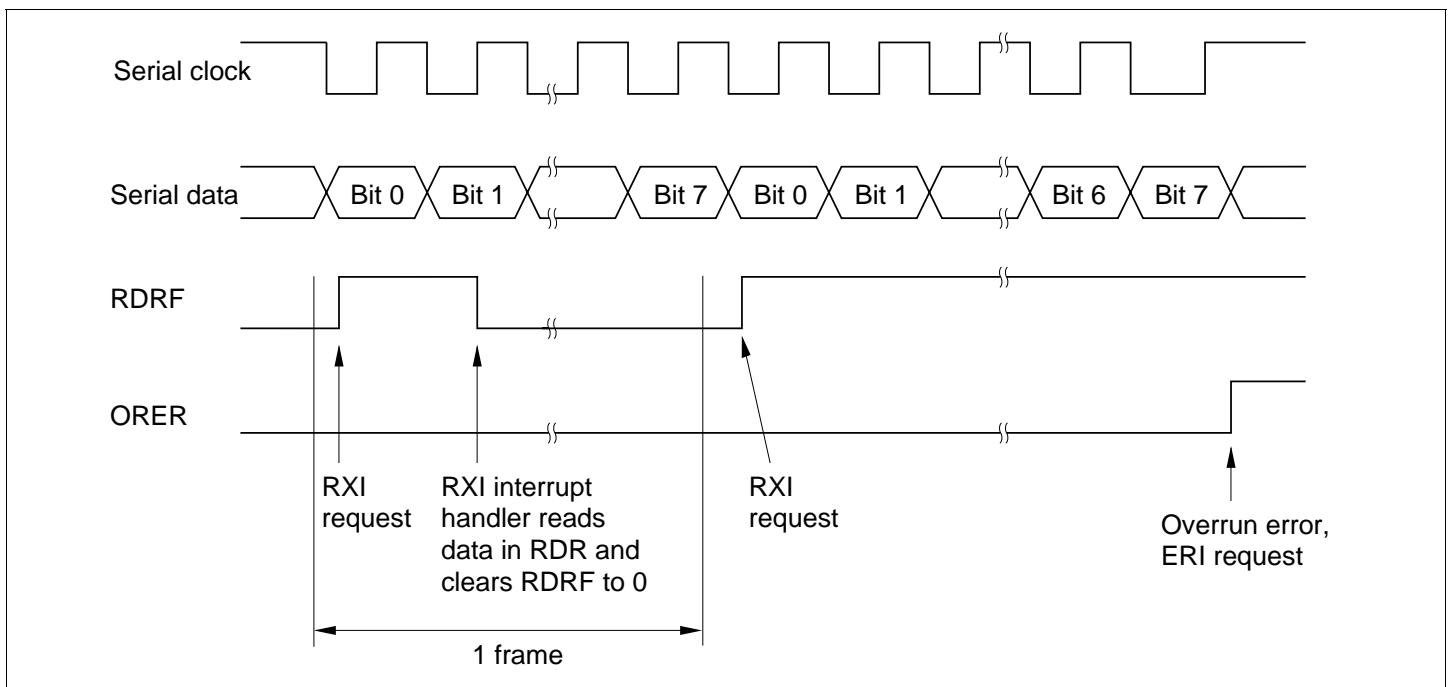 Serial clock
Serial data
Bit 0
Bit 1
Bit 7
Bit 0
Bit 1
Bit 6
Bit 7
RDRF
ORER
RXI
request
RXI interrupt
handler reads
data in RDR and
clears RDRF to 0
RXI
request
Overrun error,
ERI request
1 frame